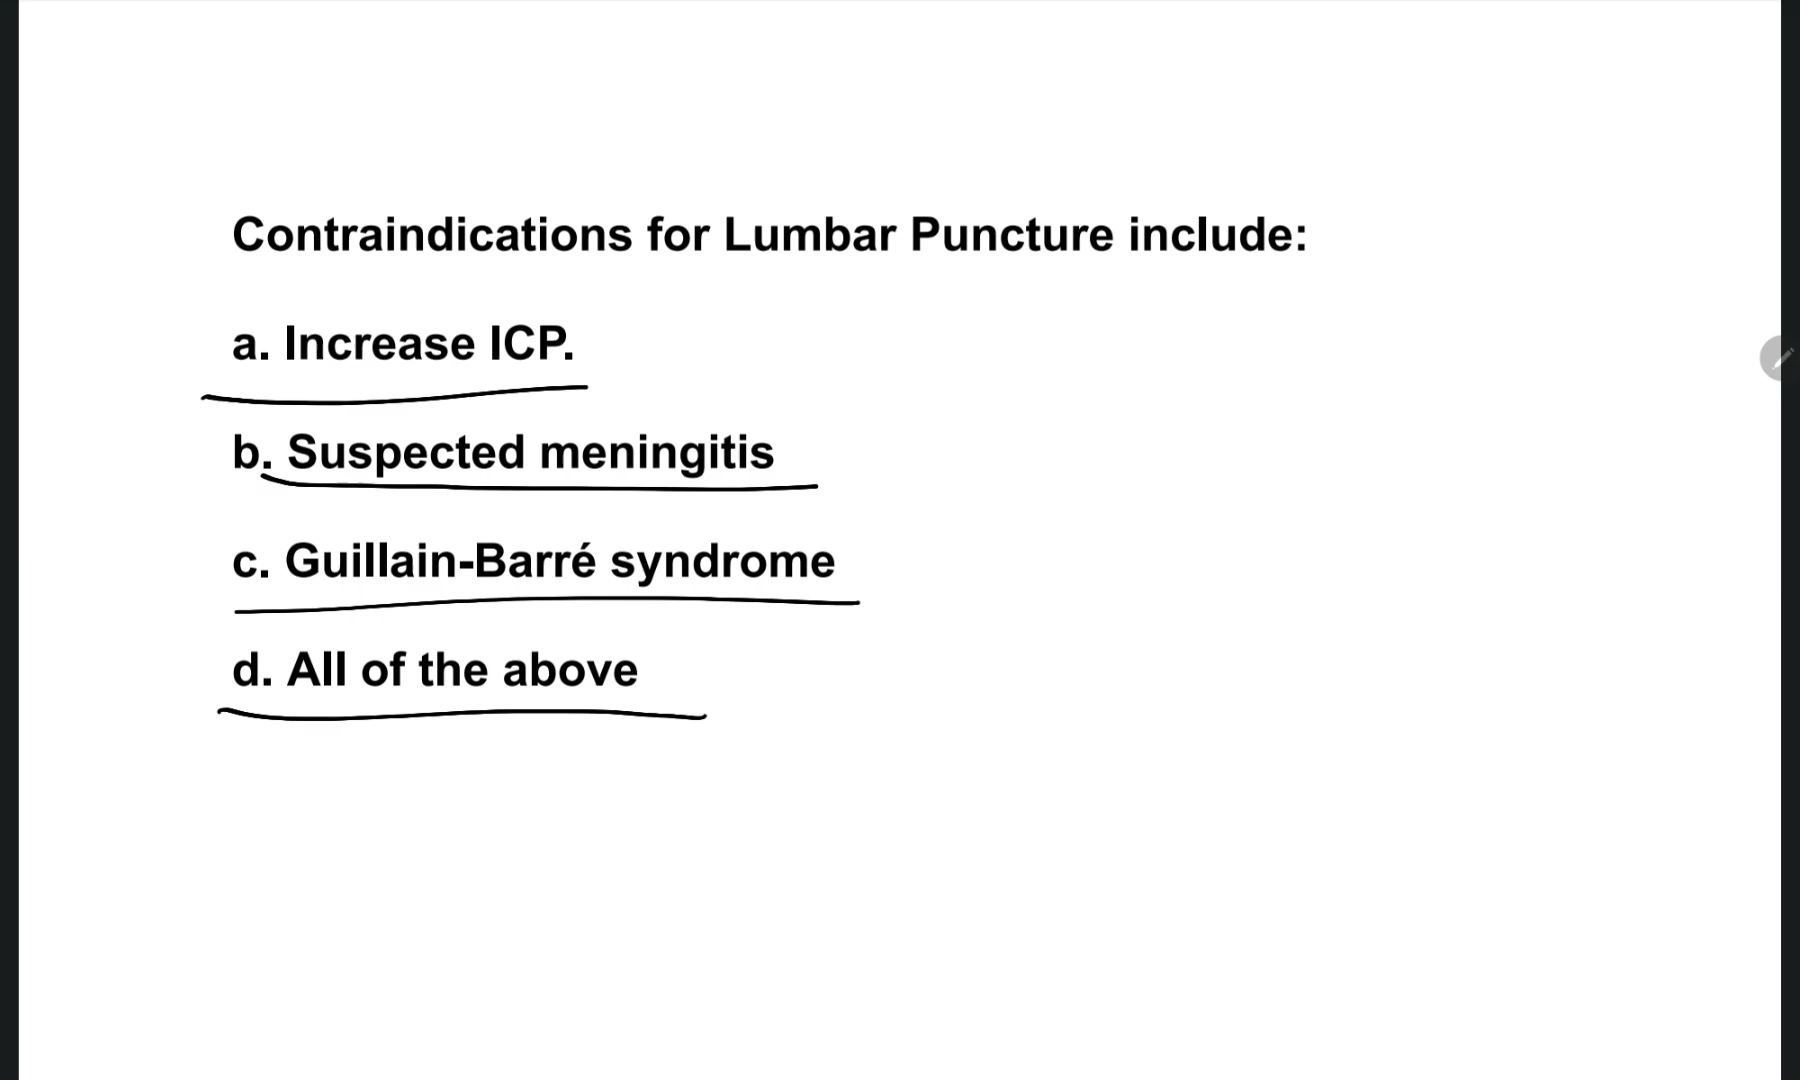 Contraindications for Lumbar Puncture include:
a. Increase ICP.
b. Suspected meningitis
c. Guillain-Barré syndrome
d. All of the above